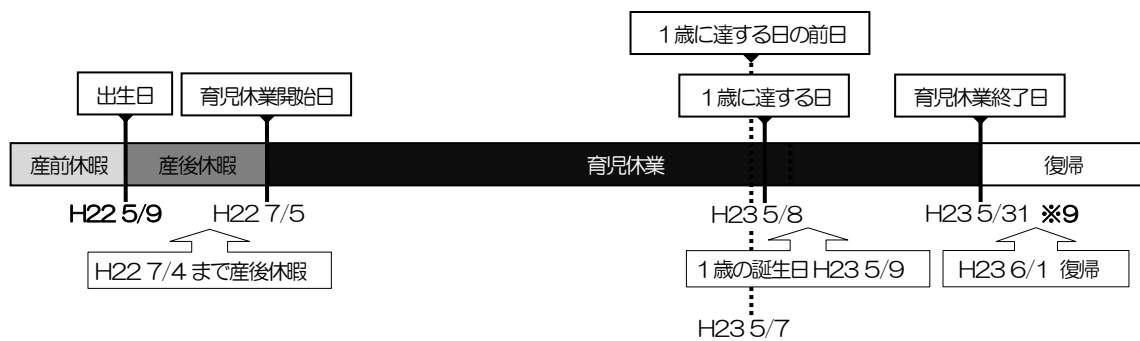 1歳に達する日の前日
出生日
育児休業開始日
1歳に達する日
育児休業終了日
産前休暇
産後休暇
育児休業
復帰
H22 5/9
H22 7/5
H23 5/8
H23 5/31 ※9
H22 7/4 まで産後休暇
1歳の誕生日 H23 5/9
H23 6/1 復帰
H23 5/7